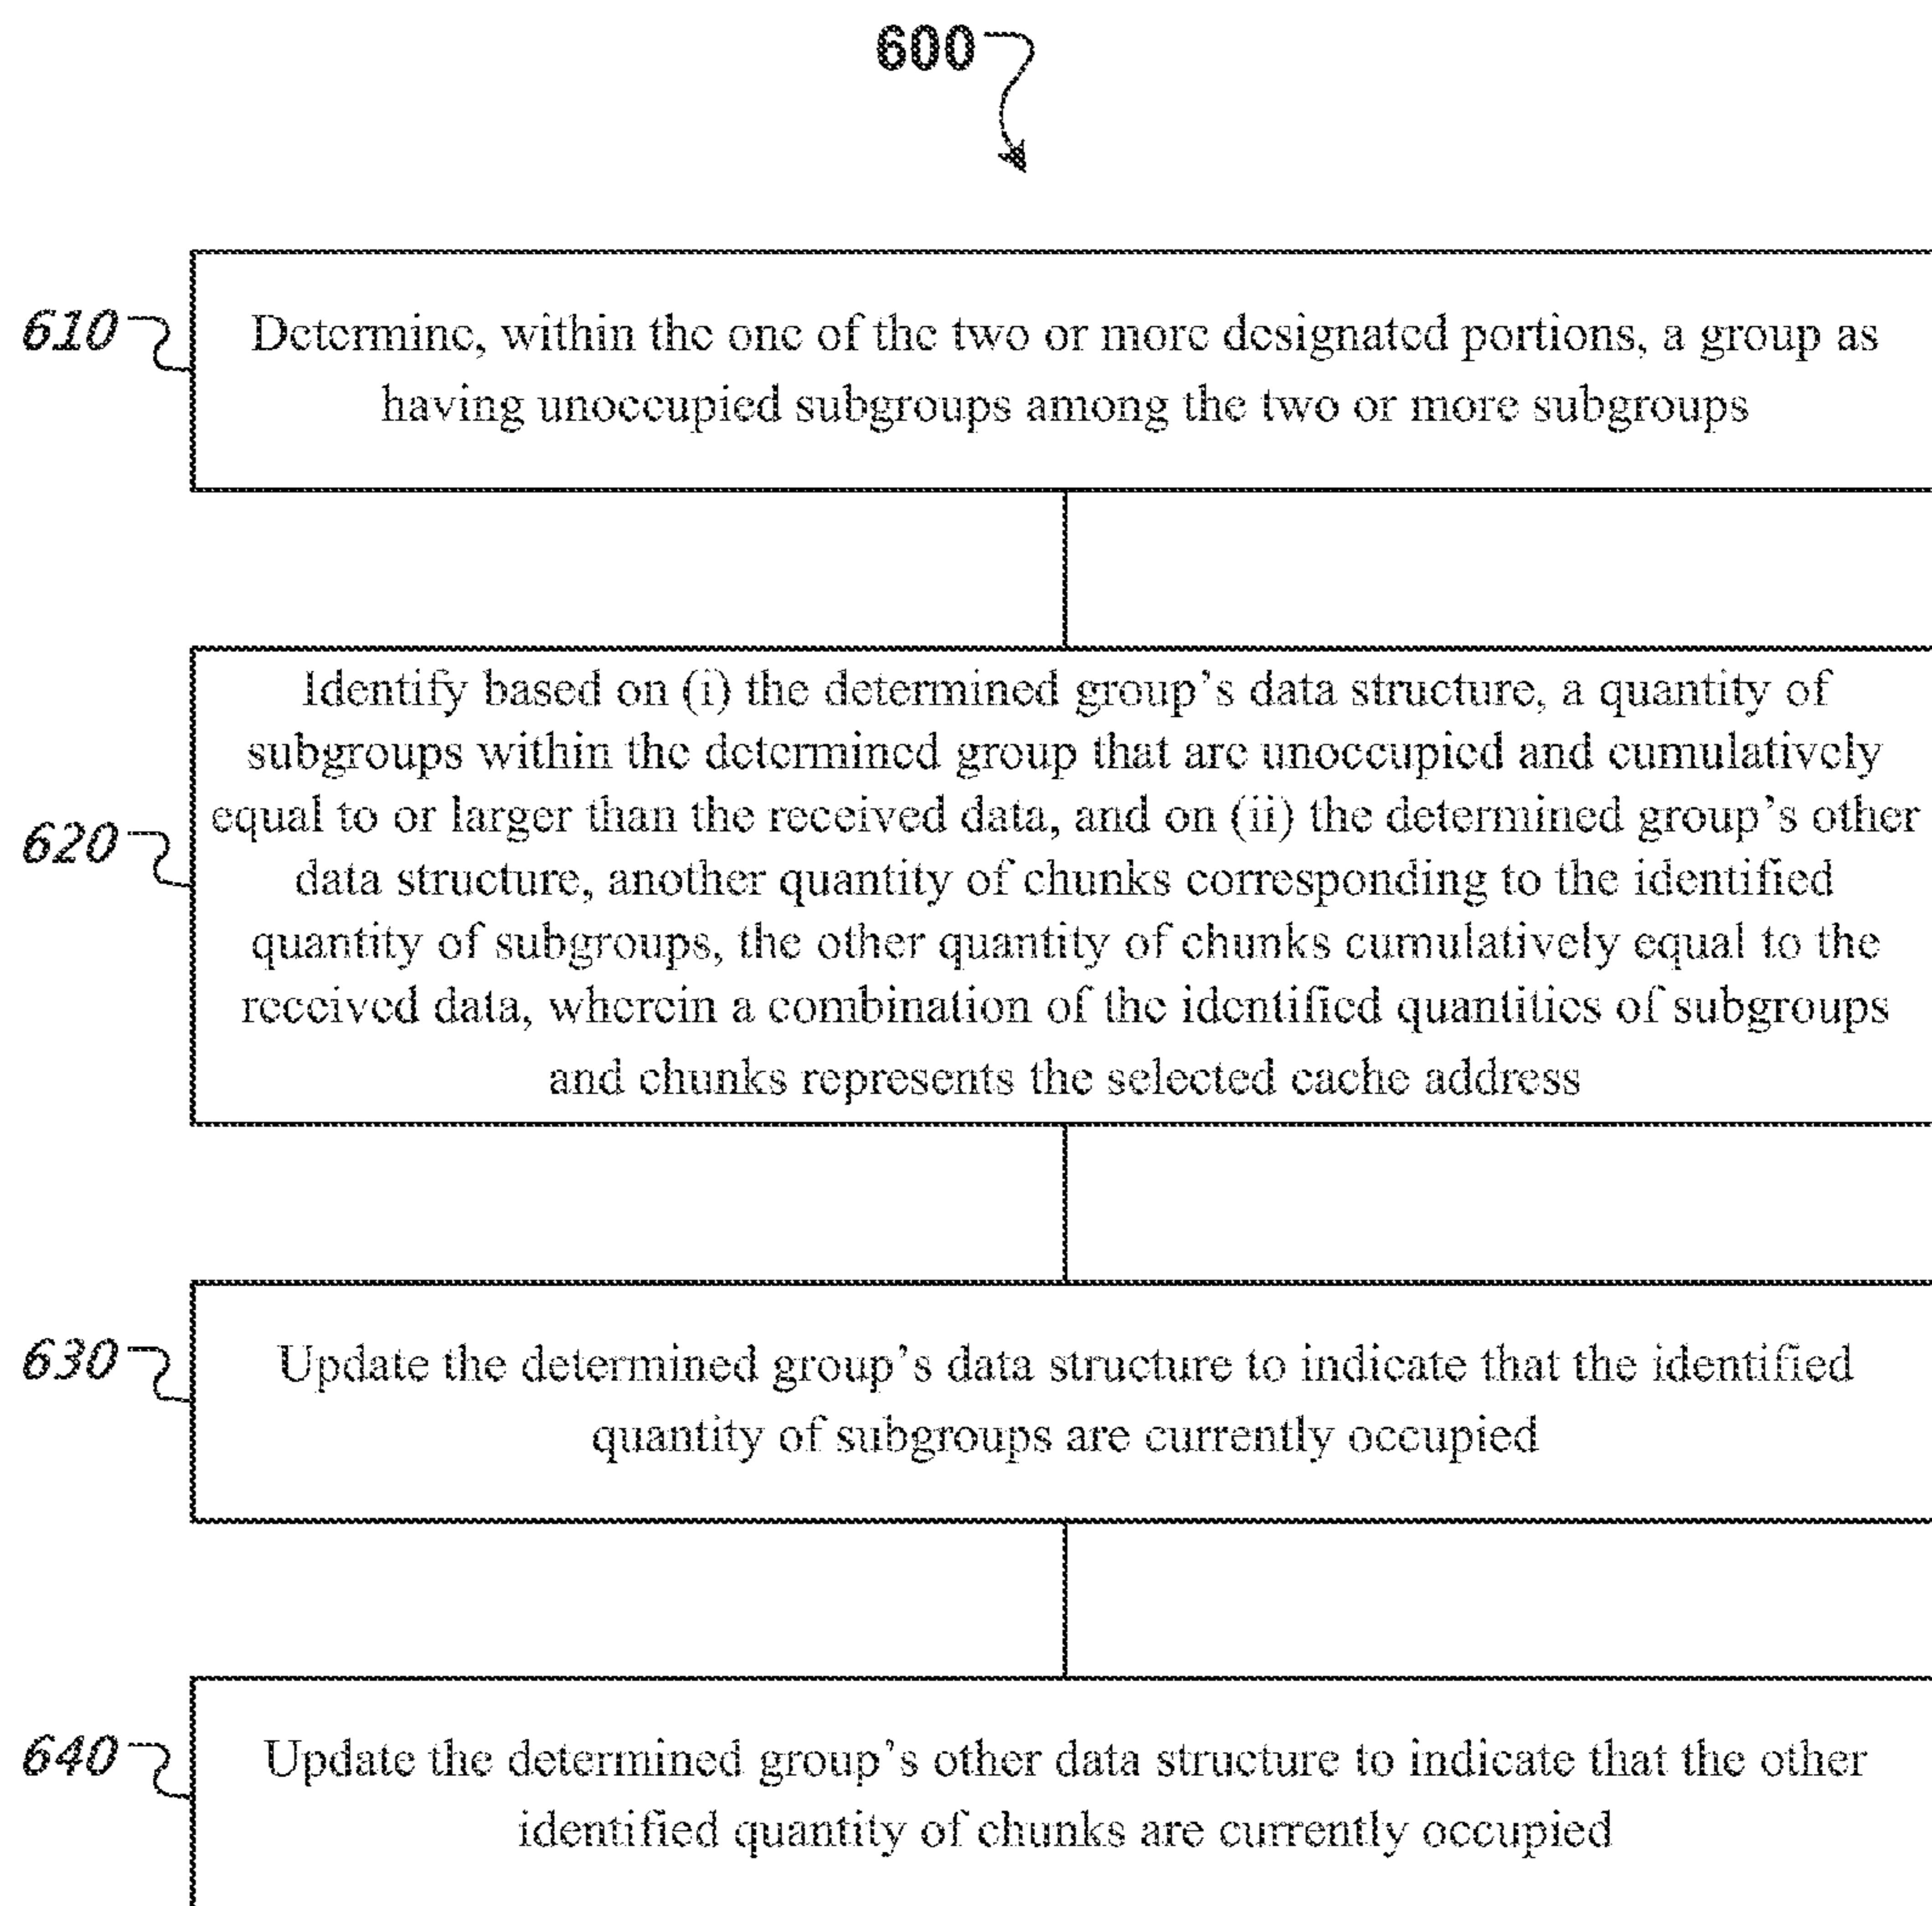 600
610
Determine, within the one of the two or more designated portions, a group as
having unoccupied subgroups among the two or more subgroups
620
Identify based on (i) the determined group's data structure, a quantity of
subgroups within the determined group that are unoccupied and cumulatively
equal to or larger than the received data, and on (ii) the determined group's other
data structure, another quantity of chunks corresponding to the identified
quantity of subgroups, the other quantity of chunks cumulatively equal to the
received data, wherein a combination of the identified quantities of subgroups
and chunks represents the selected cache address
630
Update the determined group's data structure to indicate that the identified
quantity of subgroups are currently occupied
640
Update the determined group's other data structure to indicate that the other
identified quantity of chunks are currently occupied